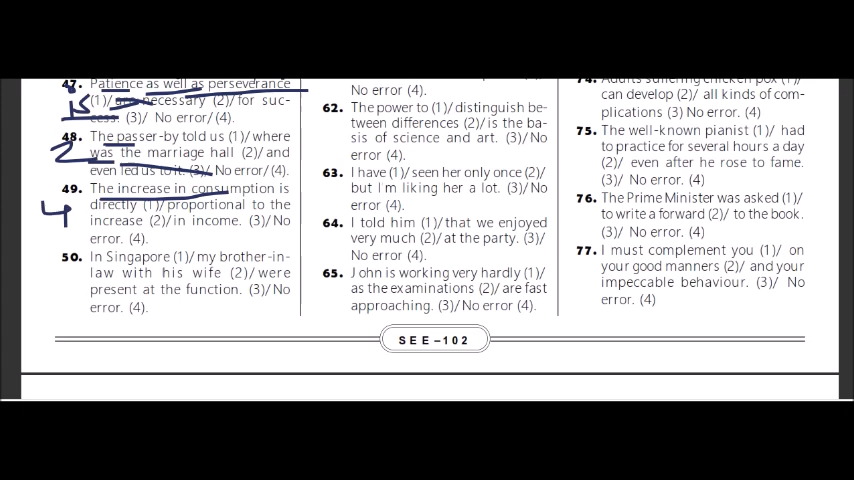 47. Patience as well as perseverance
(1)/ are necessary (2)/ for suc-
cess. (3)/ No error/(4).
is
48. The passer-by told us (1)/ where
was the marriage hall (2)/ and
even led us to it. (3)/ No error/(4).
2
49. The increase in consumption is
directly (1)/ proportional to the
increase (2)/ in income. (3)/No
error. (4).
4
50. In Singapore (1)/ my brother-in-
law with his wife (2)/ were
present at the function. (3)/No
error. (4).
No error (4).
62. The power to (1)/ distinguish be-
tween differences (2)/ is the ba-
sis of science and art. (3)/No
error (4).
63. I have (1)/ seen her only once (2)/
but I'm liking her a lot. (3)/No
error (4).
64. I told him (1)/ that we enjoyed
very much (2)/ at the party. (3)/
No error (4).
65. John is working very hardly (1)/
as the examinations (2)/ are fast
approaching. (3)/No error (4).
74. Adults suffering chicken pox (1)/
can develop (2)/ all kinds of com-
plications (3) No error. (4)
75. The well-known pianist (1)/ had
to practice for several hours a day
(2)/ even after he rose to fame.
(3)/ No error. (4)
76. The Prime Minister was asked (1)/
to write a forward (2)/ to the book.
(3)/ No error. (4)
77. I must complement you (1)/ on
your good manners (2)/ and your
impeccable behaviour. (3)/ No
error. (4)
SEE–102